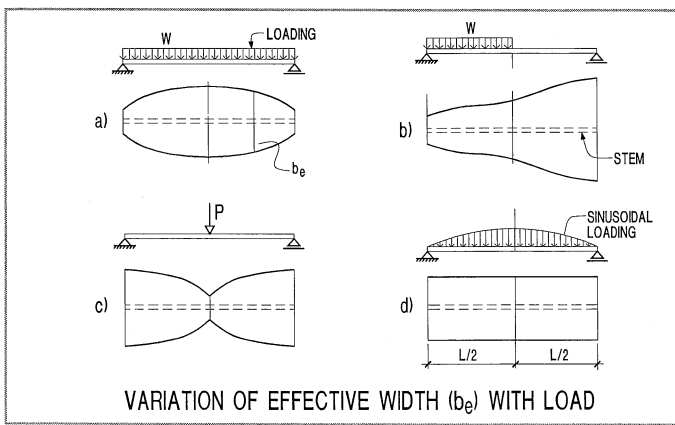 W
LOADING
a)
be
W
b)
STEM
P
c)
SINUSOIDAL
LOADING
d)
L/2
L/2
VARIATION OF EFFECTIVE WIDTH (be) WITH LOAD